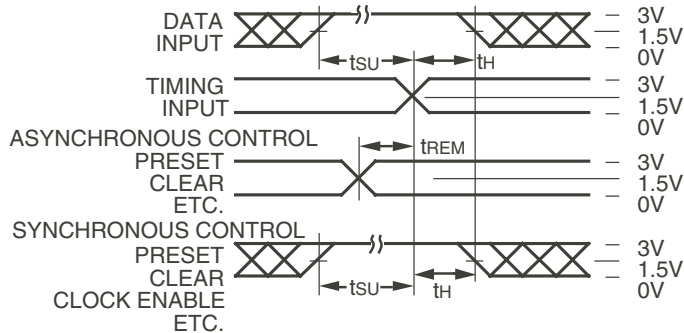 DATA INPUT
3V
1.5V
0V
tSU
tH
TIMING INPUT
3V
1.5V
0V
ASYNCHRONOUS CONTROL
PRESET
CLEAR
ETC.
tREM
3V
1.5V
0V
SYNCHRONOUS CONTROL
PRESET
CLEAR
CLOCK ENABLE
ETC.
tSU
tH
3V
1.5V
0V